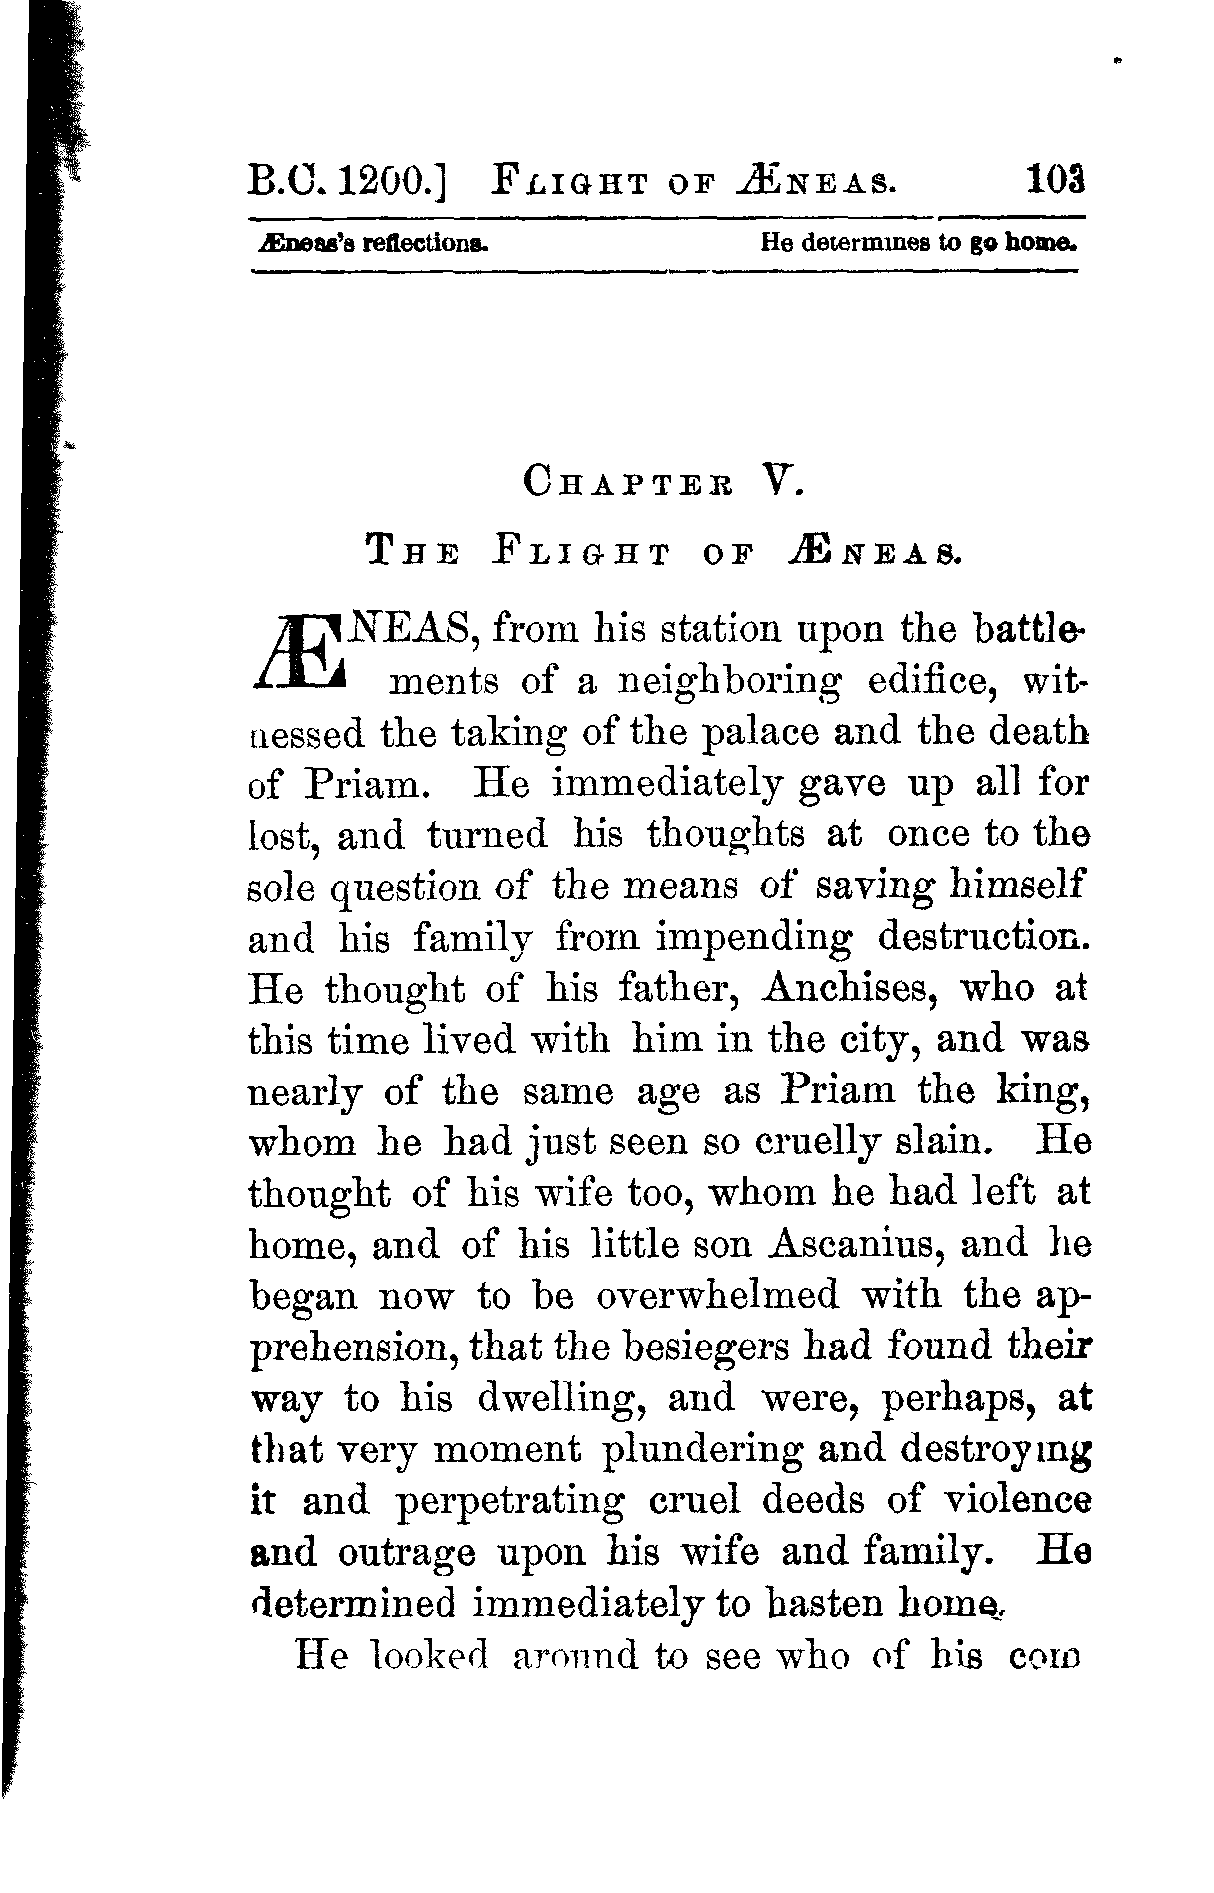 B.C. 1200.] FLIGHT OF ÆNEAS. 103
Æneas's reflections. He determines to go home.
CHAPTER V.
THE FLIGHT OF ÆNEAS.
ÆNEAS, from his station upon the battle-
ments of a neighboring edifice, wit-
nessed the taking of the palace and the death
of Priam. He immediately gave up all for
lost, and turned his thoughts at once to the
sole question of the means of saving himself
and his family from impending destruction.
He thought of his father, Anchises, who at
this time lived with him in the city, and was
nearly of the same age as Priam the king,
whom he had just seen so cruelly slain. He
thought of his wife too, whom he had left at
home, and of his little son Ascanius, and he
began now to be overwhelmed with the ap-
prehension, that the besiegers had found their
way to his dwelling, and were, perhaps, at
that very moment plundering and destroying
it and perpetrating cruel deeds of violence
and outrage upon his wife and family. He
determined immediately to hasten home.
He looked around to see who of his com